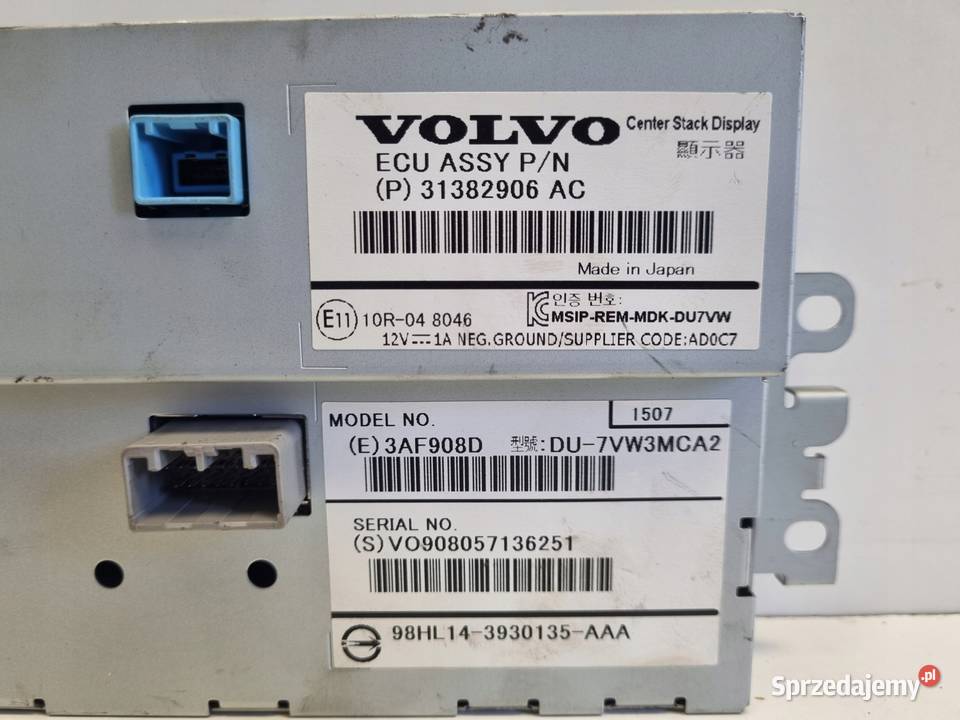 VOLVO Center Stack Display
顯示器
ECU ASSY P/N
(P) 31382906 AC
Made in Japan
E11 10R-04 8046
인증 번호:
MSIP-REM-MDK-DU7VW
12V⎓1A NEG.GROUND/SUPPLIER CODE:AD0C7
MODEL NO. 1507
(E)3AF908D 型號:DU-7VW3MCA2
SERIAL NO.
(S)VO908057136251
98HL14-3930135-AAA
Sprzedajemy.pl